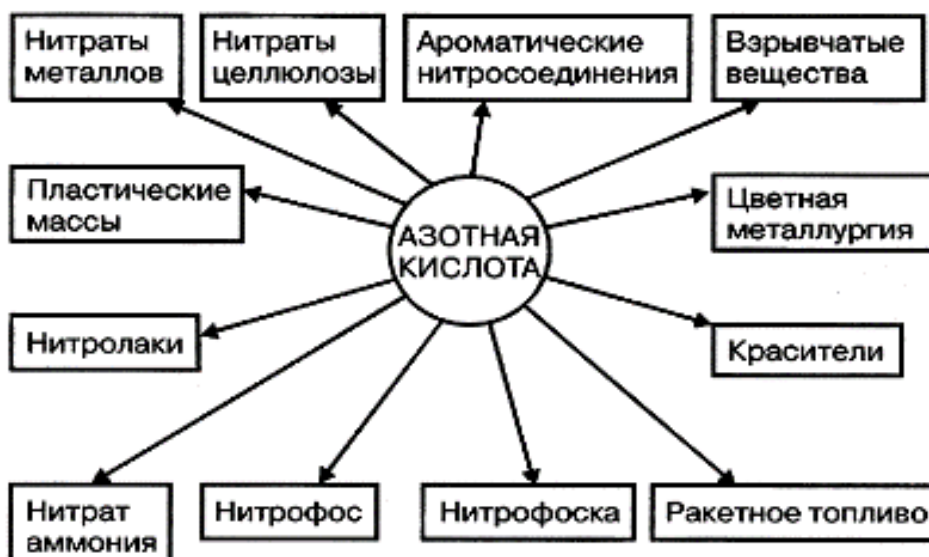 Нитраты
металлов
Нитраты
целлюлозы
Ароматические
нитросоединения
Взрывчатые
вещества
Пластические
массы
АЗОТНАЯ
КИСЛОТА
Цветная
металлургия
Нитролаки
Красители
Нитрат
аммония
Нитрофос
Нитрофоска
Ракетное топливо